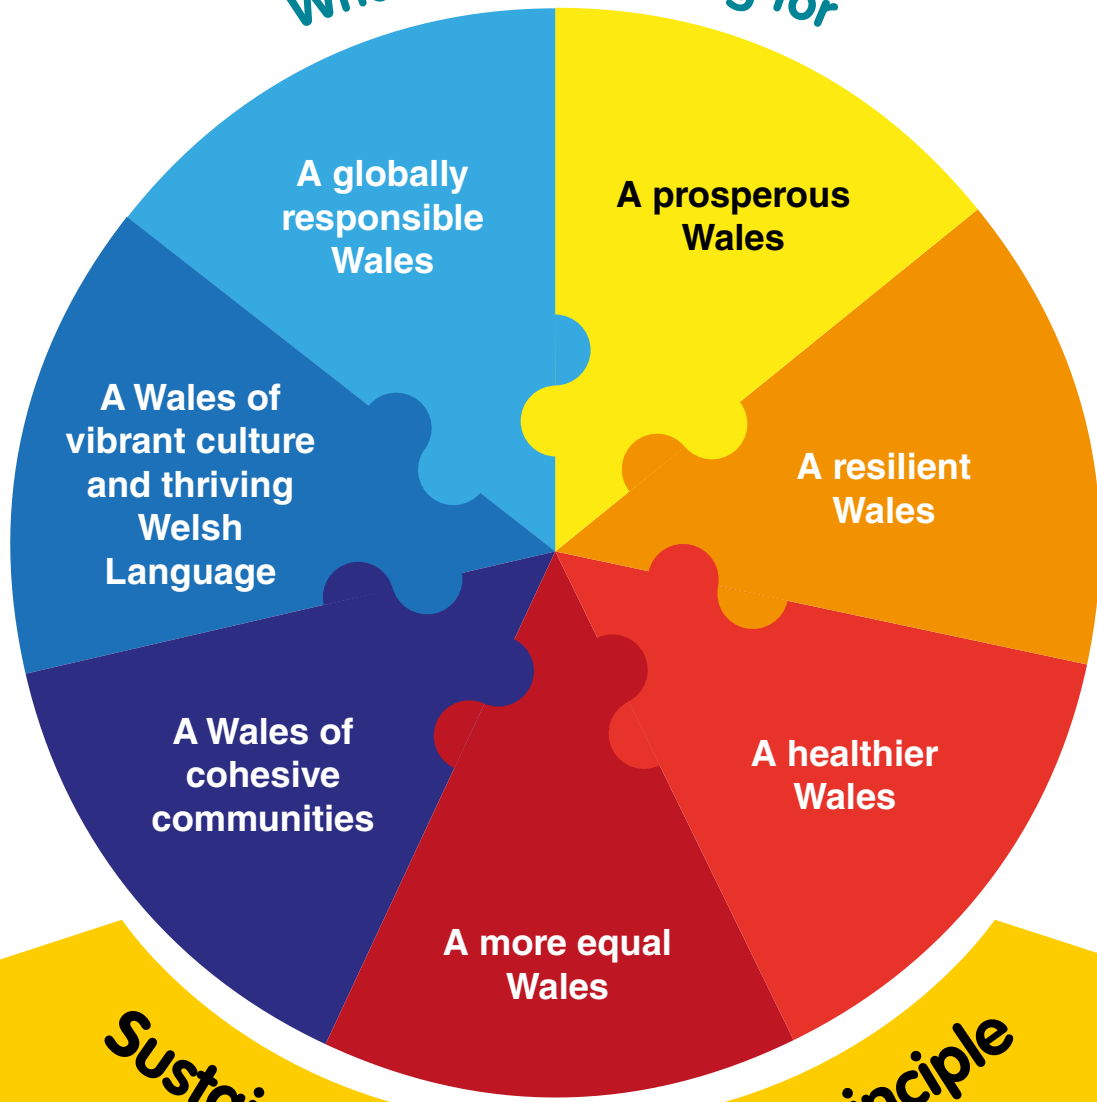 for
A globally
responsible
Wales
A prosperous
Wales
A resilient
Wales
A healthier
Wales
A more equal
Wales
A Wales of
cohesive
communities
A Wales of
vibrant culture
and thriving
Welsh
Language